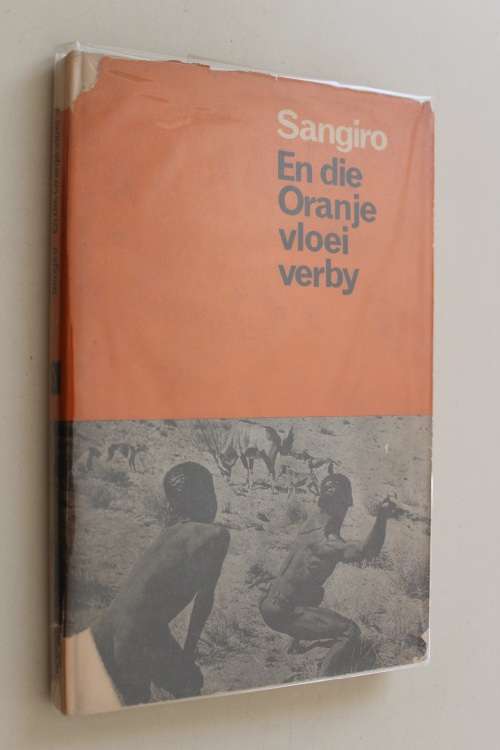 Sangiro
En die
Oranje
vloei
verby